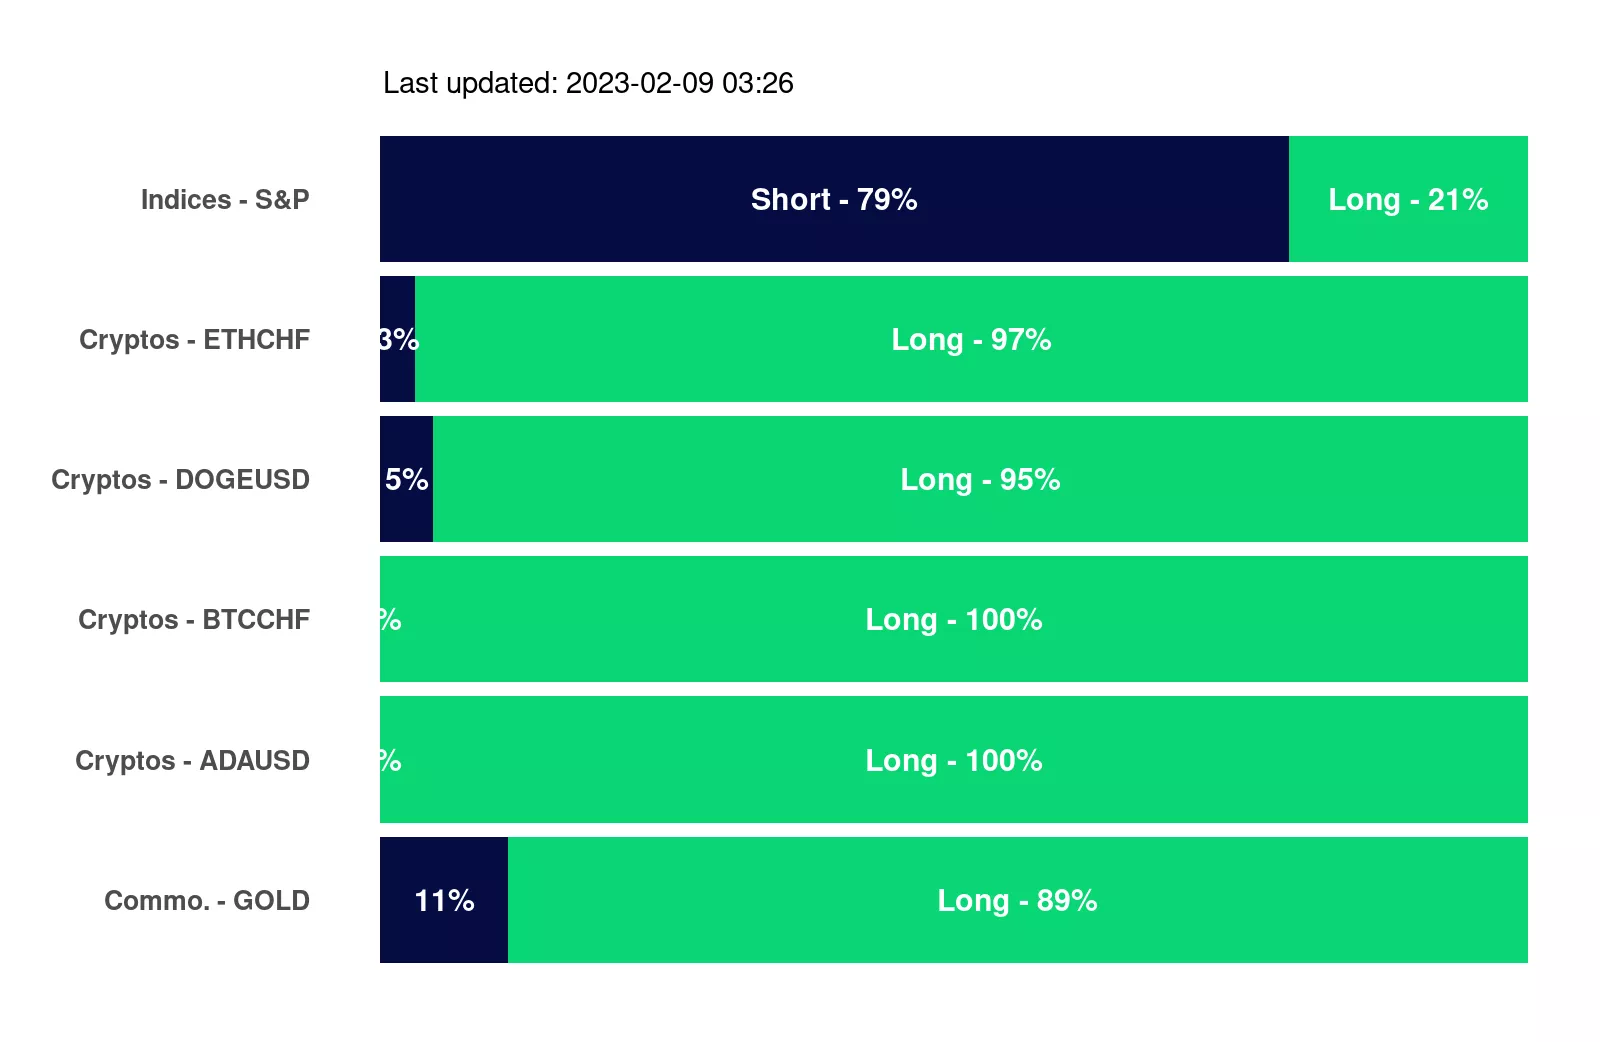 Last updated: 2023-02-09 03:26
Indices - S&P Short - 79% Long - 21%
Cryptos - ETHCHF 3% Long - 97%
Cryptos - DOGEUSD 5% Long - 95%
Cryptos - BTCCHF % Long - 100%
Cryptos - ADAUSD % Long - 100%
Commo. - GOLD 11% Long - 89%